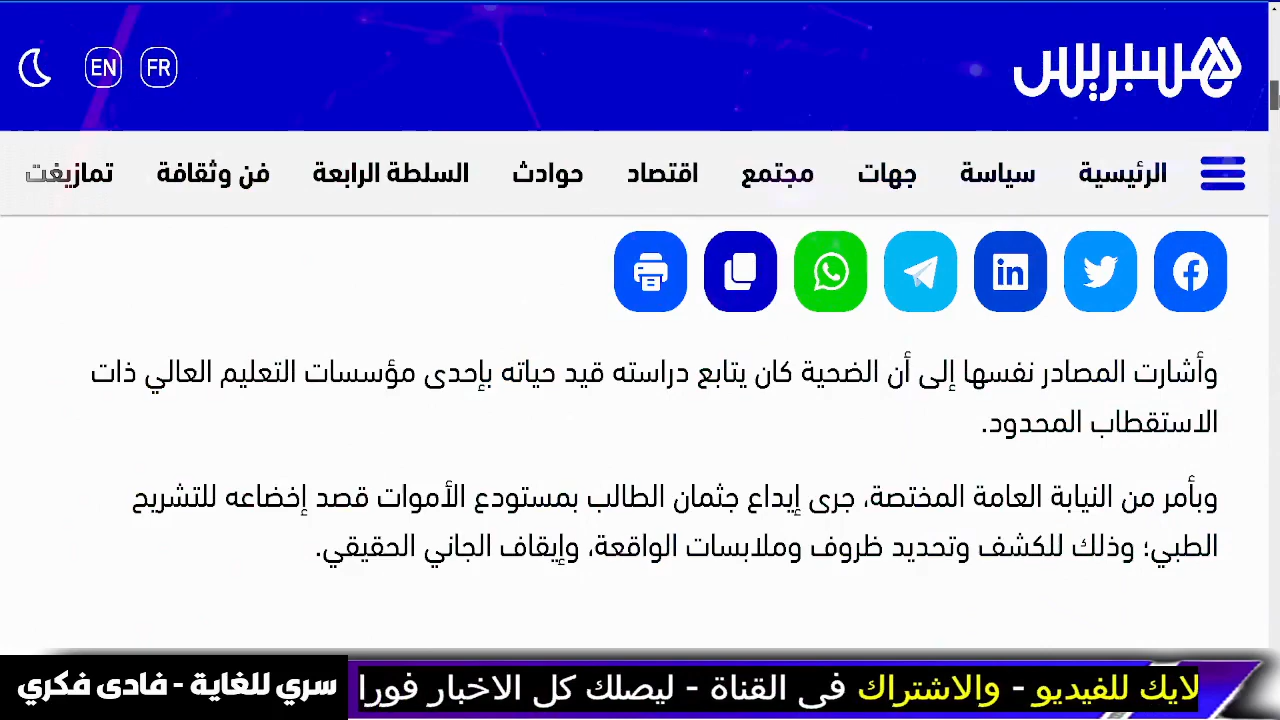 هسبريس
FR
EN
الرئيسية سياسة جهات مجتمع اقتصاد حوادث السلطة الرابعة فن وثقافة تمازيغت
وأشارت المصادر نفسها إلى أن الضحية كان يتابع دراسته قيد حياته بإحدى مؤسسات التعليم العالي ذات
الاستقطاب المحدود.
وبأمر من النيابة العامة المختصة، جرى إيداع جثمان الطالب بمستودع الأموات قصد إخضاعه للتشريح
الطبي؛ وذلك للكشف وتحديد ظروف وملابسات الواقعة، وإيقاف الجاني الحقيقي.
لايك للفيديو - والاشتراك فى القناة - ليصلك كل الاخبار فورا
سري للغاية - فادى فكري